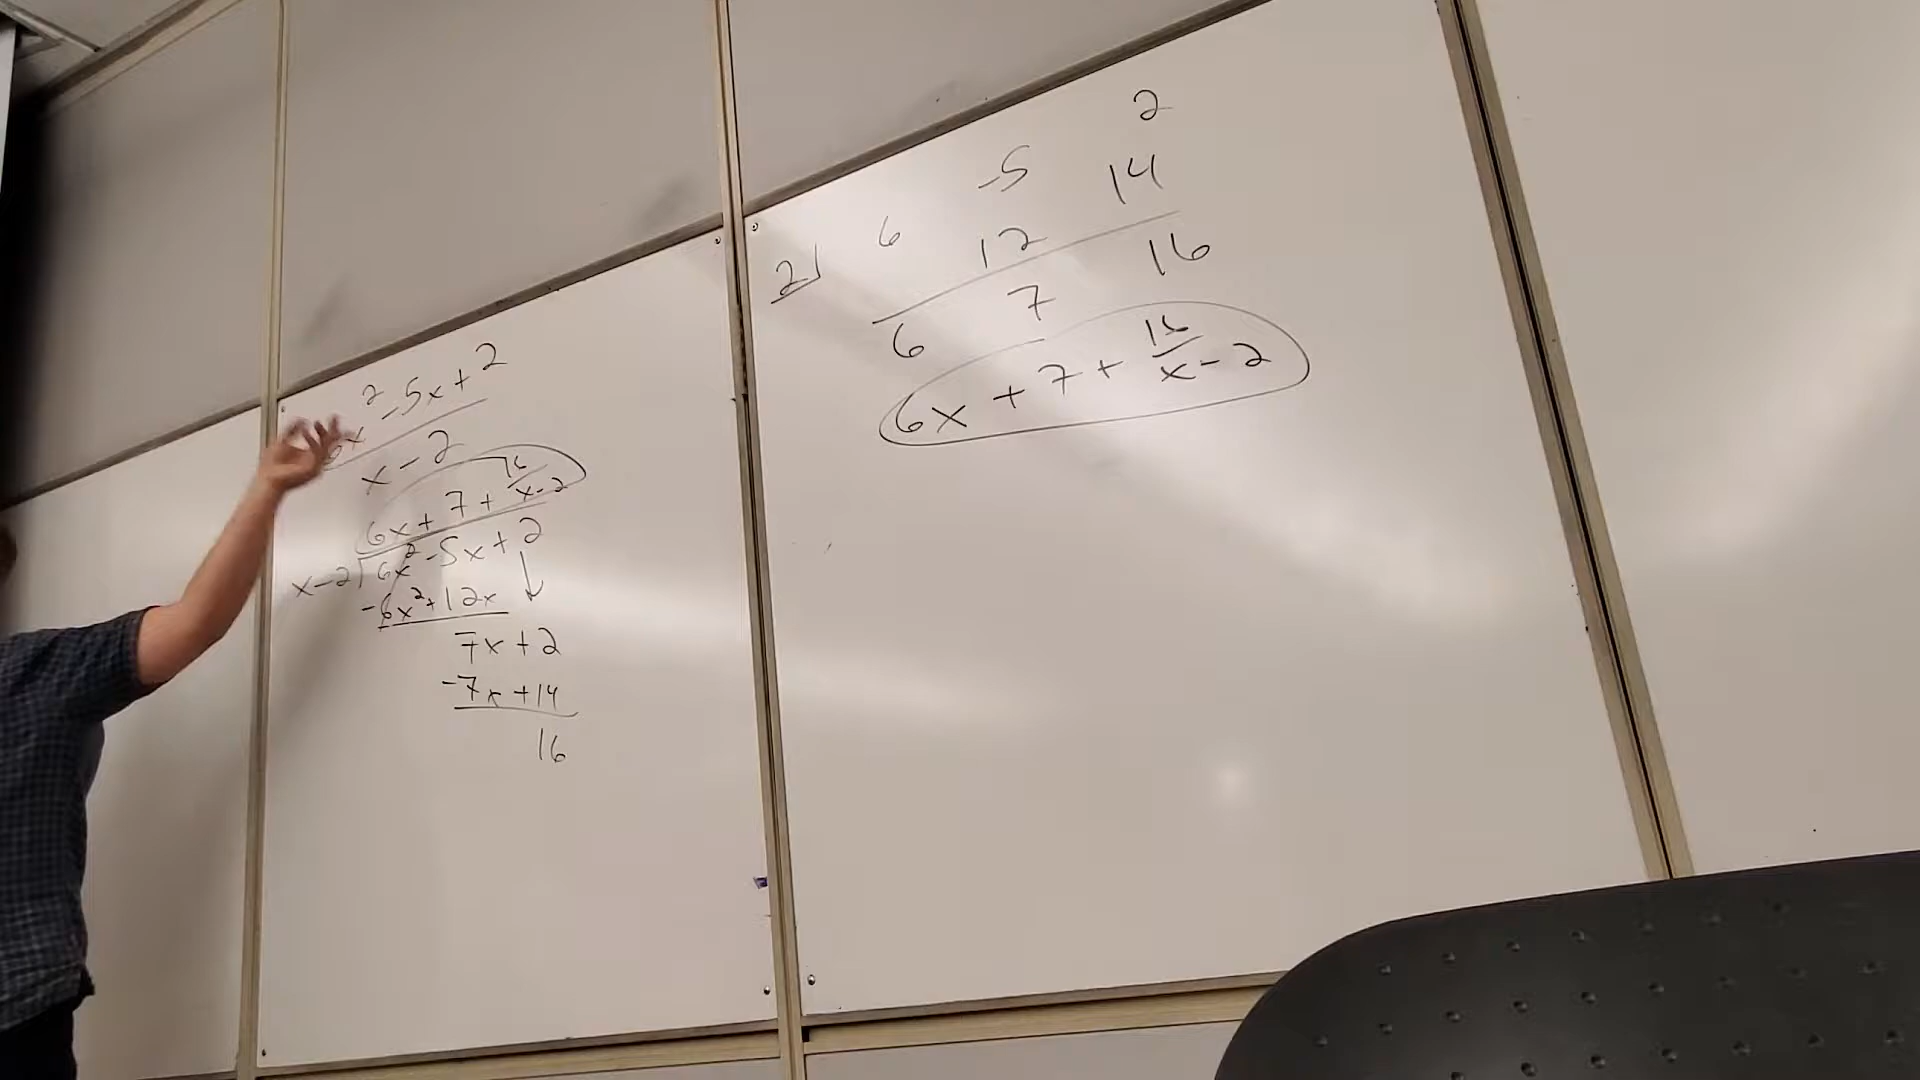 6x² - 5x + 2
x - 2
6x + 7 + 16/x-2
x-2 | 6x² - 5x + 2
-6x² + 12x
7x + 2
-7x + 14
16
2| 6 -5 2
12 14
6 7 16
6x + 7 + 16/x-2